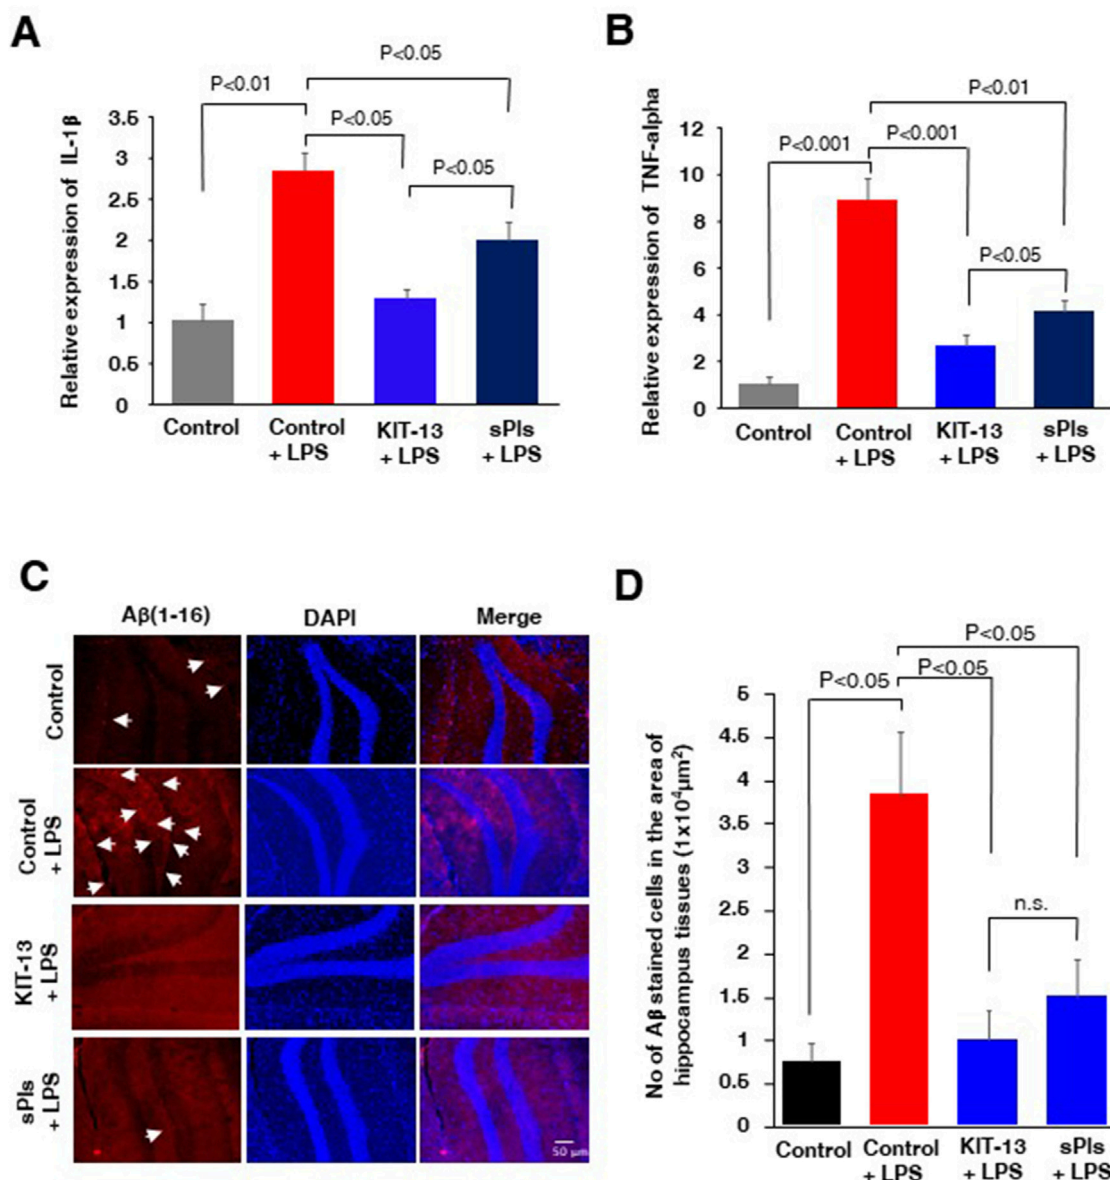 A
P<0.05
P<0.01
P<0.05
P<0.05
Relative expression of IL-1β
3.5
3
2.5
2
1.5
1
0.5
0
Control
Control
+ LPS
KIT-13
+ LPS
sPls
+ LPS
B
P<0.01
P<0.001
P<0.001
P<0.05
Relative expression of TNF-alpha
12
10
8
6
4
2
0
Control
Control
+ LPS
KIT-13
+ LPS
sPls
+ LPS
C
Aβ(1-16)
DAPI
Merge
Control
Control
+ LPS
KIT-13
+ LPS
sPls
+ LPS
50 µm
D
P<0.05
P<0.05
P<0.05
n.s.
No of Aβ stained cells in the area of
hippocampus tissues (1x10⁴µm²)
5
4.5
4
3.5
3
2.5
2
1.5
1
0.5
0
Control
Control
+ LPS
KIT-13
+ LPS
sPls
+ LPS